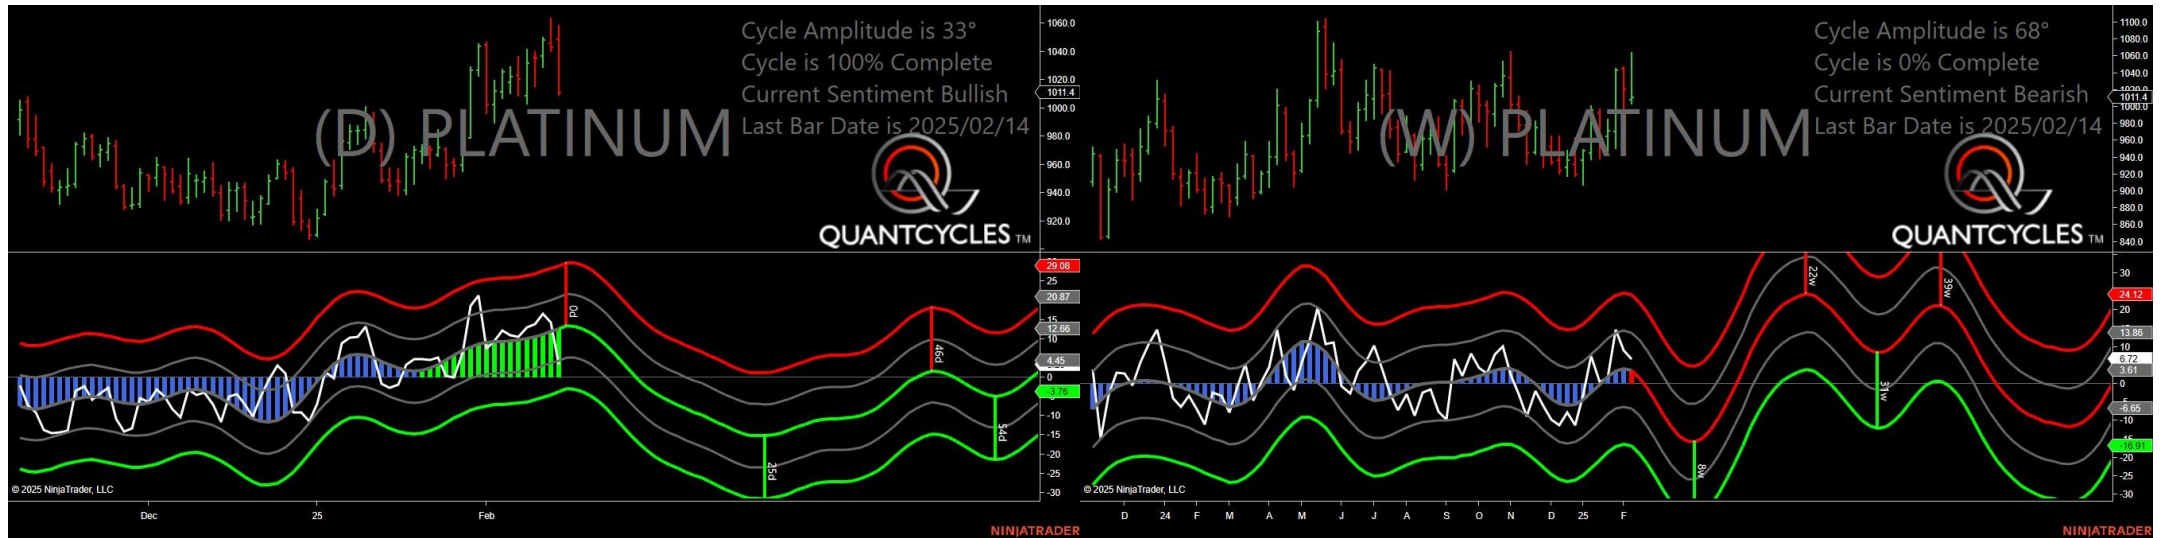 Cycle Amplitude is 33°
Cycle is 100% Complete
Current Sentiment Bullish
Last Bar Date is 2025/02/14
(D) PLATINUM
QUANTCYCLES TM
1060.0
1040.0
1020.0
1011.4
1000.0
980.0
960.0
940.0
920.0
29.08
25
20.87
15
12.66
10
4.45
0
-3.76
-10
-15
-20
-25
-30
0d
25d
46d
54d
© 2025 NinjaTrader, LLC
Dec 25 Feb
NINJATRADER
Cycle Amplitude is 68°
Cycle is 0% Complete
Current Sentiment Bearish
Last Bar Date is 2025/02/14
(W) PLATINUM
QUANTCYCLES TM
1100.0
1080.0
1060.0
1040.0
1011.4
1000.0
980.0
960.0
940.0
920.0
900.0
880.0
860.0
840.0
30
24.12
20
13.86
10
6.72
3.61
0
-6.65
-10
-16.91
-20
-25
-30
8w
22w
31w
39w
© 2025 NinjaTrader, LLC
D 24 F M A M J J A S O N D 25 F
NINJATRADER